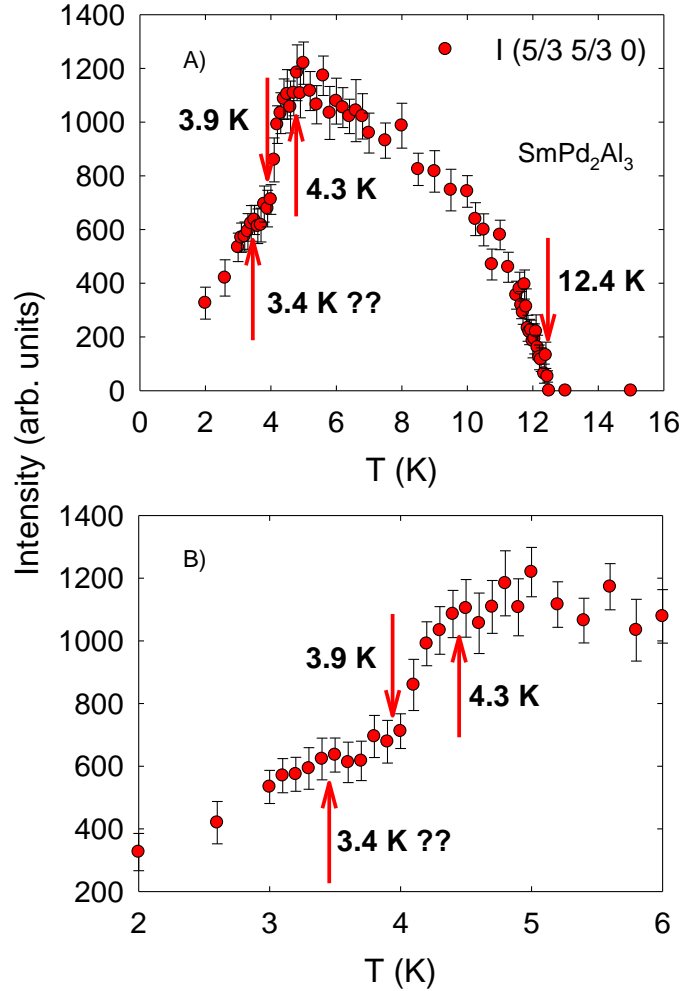 Intensity (arb. units)
1400
1200
1000
800
600
400
200
0
A)
I (5/3 5/3 0)
SmPd₂Al₃
3.9 K
4.3 K
3.4 K ??
12.4 K
0 2 4 6 8 10 12 14 16
T (K)
1400
1200
1000
800
600
400
200
B)
3.9 K
4.3 K
3.4 K ??
2 3 4 5 6
T (K)